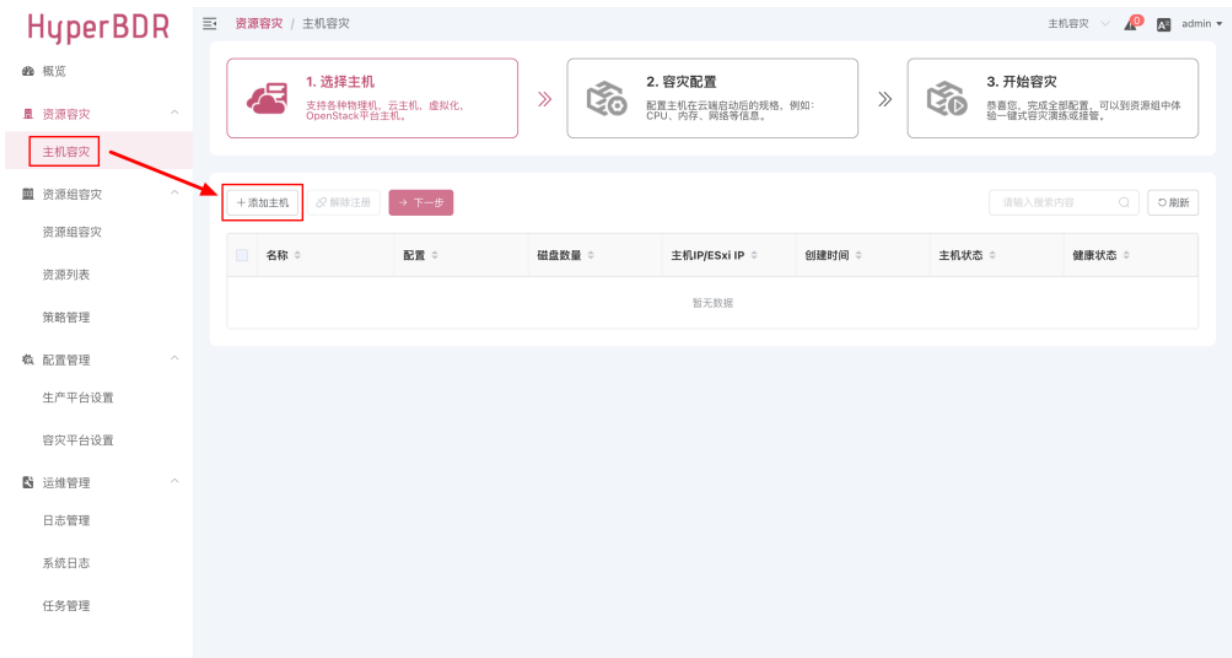 HyperBDR
资源容灾 / 主机容灾
主机容灾
0
A
admin
概览
资源容灾
主机容灾
资源组容灾
资源组容灾
资源列表
策略管理
配置管理
生产平台设置
容灾平台设置
运维管理
日志管理
系统日志
任务管理
1. 选择主机
支持各种物理机，云主机，虚拟化，
OpenStack平台主机。
2. 容灾配置
配置主机在云端启动后的规格，例如：
CPU、内存、网络等信息。
3. 开始容灾
恭喜您，完成全部配置，可以到资源组中体
验一键式容灾演练或接管。
+添加主机
解除注册
→ 下一步
请输入搜索内容
刷新
名称
配置
磁盘数量
主机IP/ESxi IP
创建时间
主机状态
健康状态
暂无数据